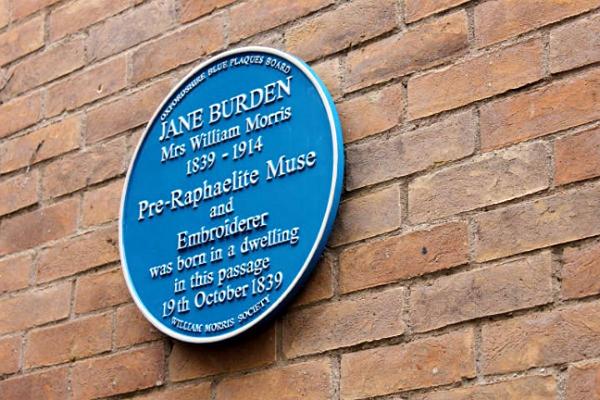 OXFORDSHIRE BLUE PLAQUES BOARD
JANE BURDEN
Mrs William Morris
1839 - 1914
Pre-Raphaelite Muse
and
Embroiderer
was born in a dwelling
in this passage
19th October 1839
WILLIAM MORRIS SOCIETY